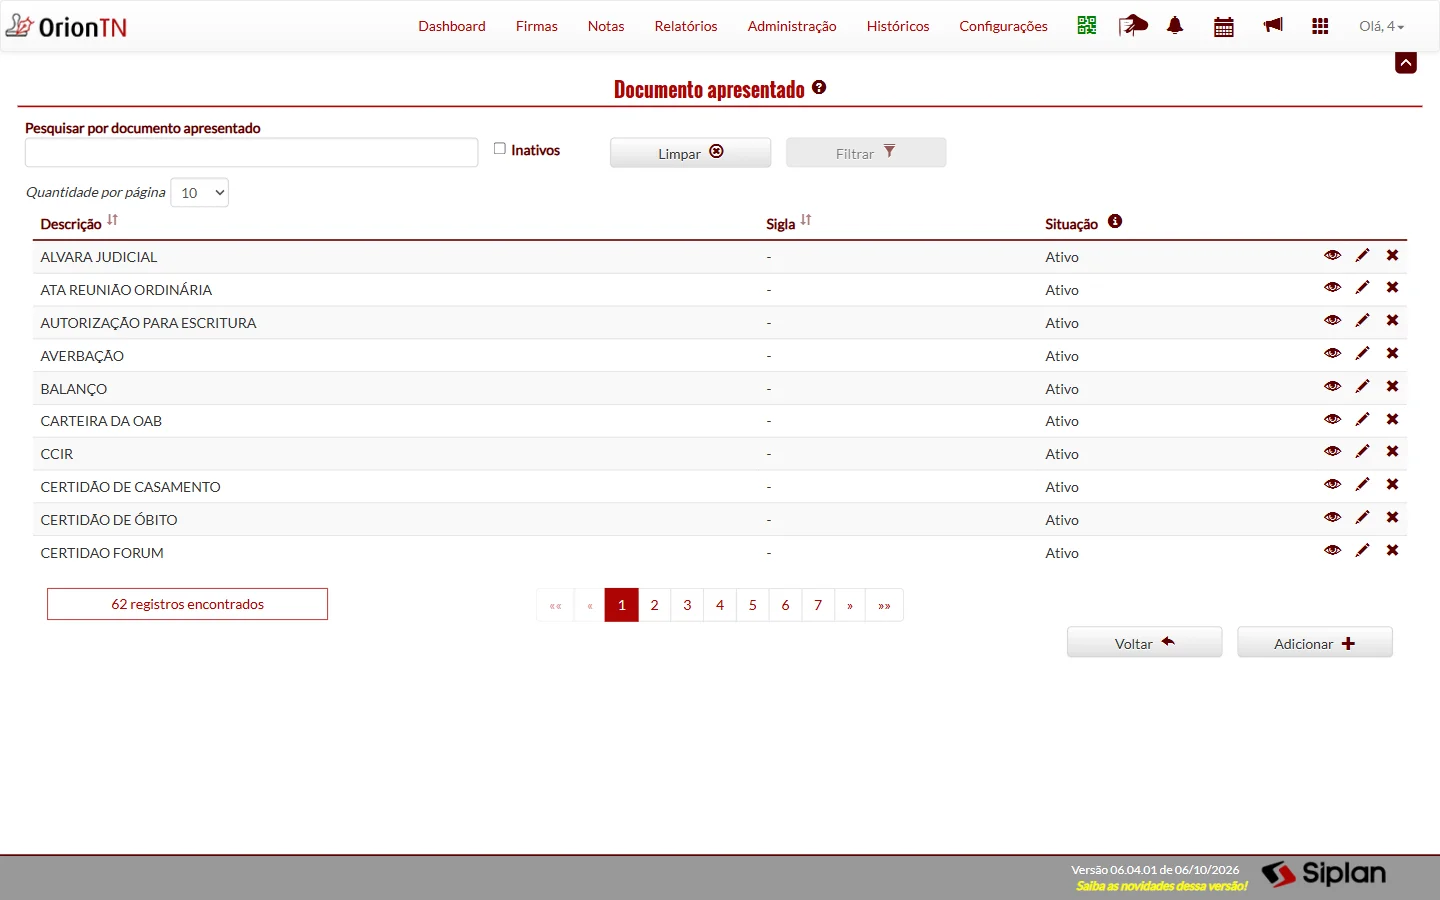 OrionTN
Dashboard Firmas Notas Relatórios Administração Históricos Configurações Olá, 4
Documento apresentado
Pesquisar por documento apresentado
Inativos Limpar Filtrar
Quantidade por página 10
Descrição Sigla Situação
ALVARA JUDICIAL - Ativo
ATA REUNIÃO ORDINÁRIA - Ativo
AUTORIZAÇÃO PARA ESCRITURA - Ativo
AVERBAÇÃO - Ativo
BALANÇO - Ativo
CARTEIRA DA OAB - Ativo
CCIR - Ativo
CERTIDÃO DE CASAMENTO - Ativo
CERTIDÃO DE ÓBITO - Ativo
CERTIDAO FORUM - Ativo
62 registros encontrados «« « 1 2 3 4 5 6 7 » »»
Voltar Adicionar
Versão 06.04.01 de 06/10/2026
Saiba as novidades dessa versão!
Siplan